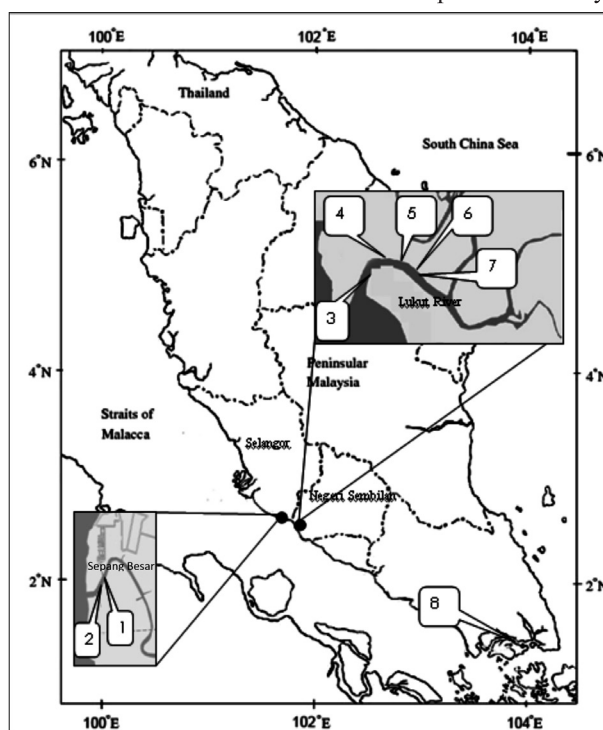 100°E
102°E
104°E
Thailand
South China Sea
6°N
6°N
4
5
6
7
3
Lukut River
4°N
4°N
Peninsular
Malaysia
Straits of
Malacca
Selangor
Negeri Sembilan
Sepang Besar
2
1
8
2°N
2°N
100°E
102°E
104°E